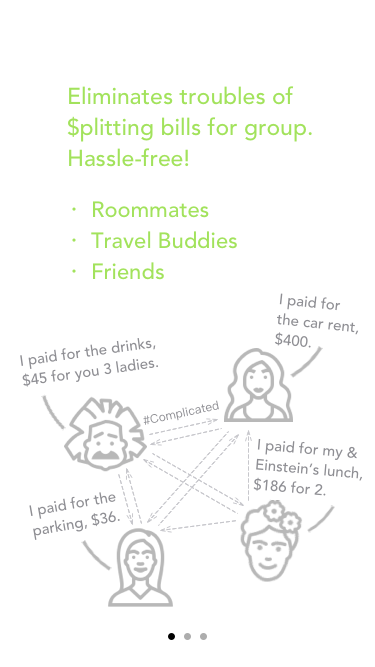 Eliminates troubles of
$plitting bills for group.
Hassle-free!
· Roommates
· Travel Buddies
· Friends
I paid for
the car rent,
$400.
I paid for the drinks,
$45 for you 3 ladies.
#Complicated
I paid for my &
Einstein's lunch,
$186 for 2.
I paid for the
parking, $36.